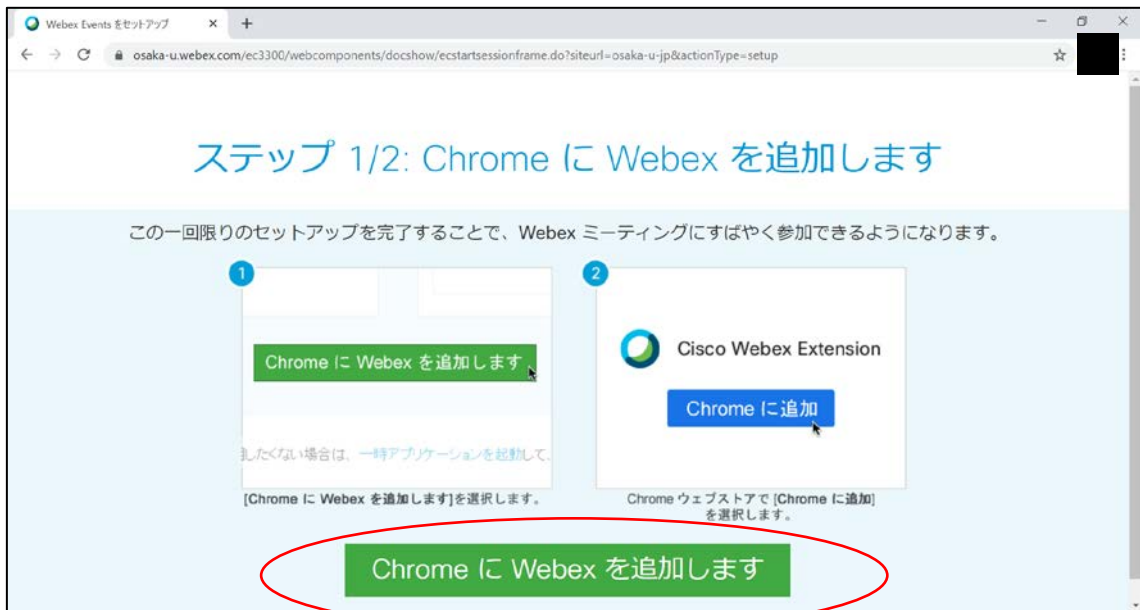 Webex Events をセットアップ
osaka-u.webex.com/ec3300/webcomponents/docshow/ecstartsessionframe.do?siteurl=osaka-u-jp&actionType=setup
ステップ 1/2: Chrome に Webex を追加します
この一回限りのセットアップを完了することで、Webex ミーティングにすばやく参加できるようになります。
1
2
Chrome に Webex を追加します
Cisco Webex Extension
Chrome に追加
したくない場合は、一時アプリケーションを起動して、
[Chrome に Webex を追加します]を選択します。
Chrome ウェブストアで [Chrome に追加]
を選択します。
Chrome に Webex を追加します